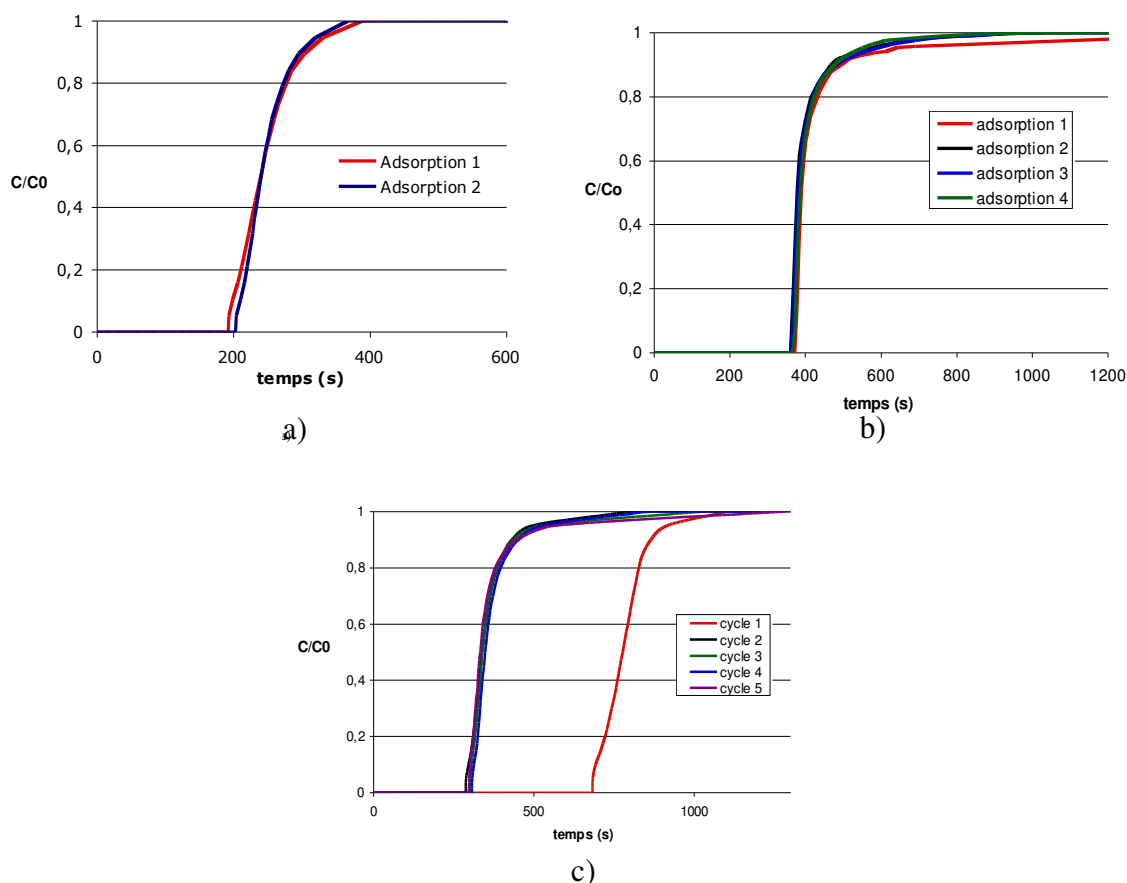 1
0,8
0,6
C/C0
0,4
0,2
0
0 200 400 600
temps (s)
Adsorption 1
Adsorption 2
a)
1
0,8
0,6
C/Co
0,4
0,2
0
0 200 400 600 800 1000 1200
temps (s)
adsorption 1
adsorption 2
adsorption 3
adsorption 4
b)
1
0,8
0,6
C/C0
0,4
0,2
0
0 500 1000
temps (s)
cycle 1
cycle 2
cycle 3
cycle 4
cycle 5
c)